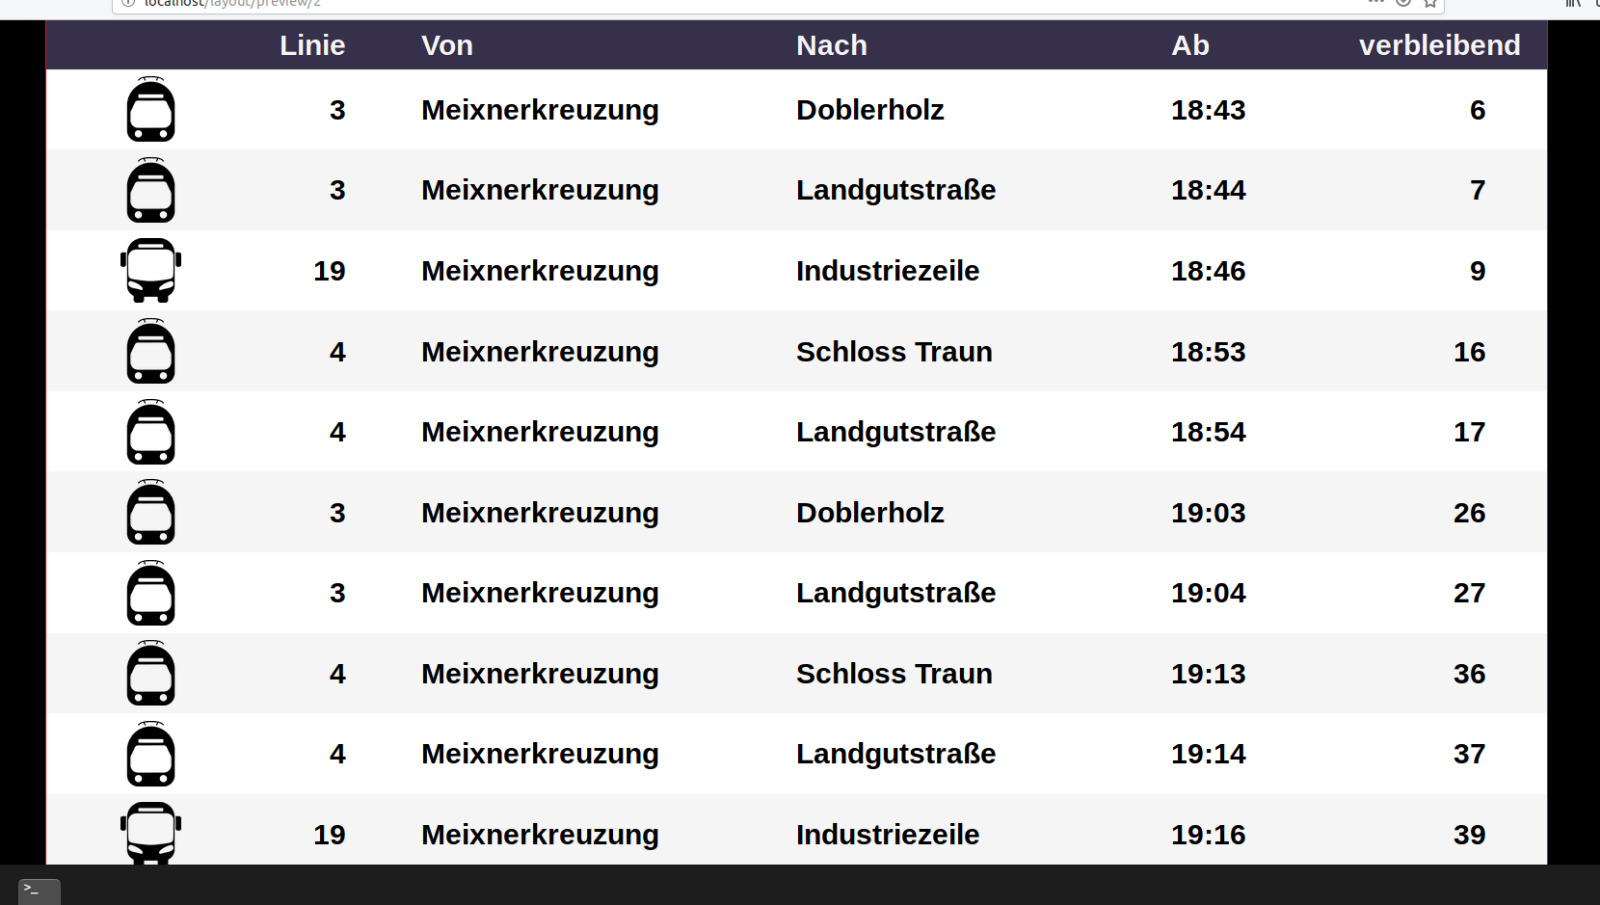 localhost/layout/preview/2
Linie Von Nach Ab verbleibend
3 Meixnerkreuzung Doblerholz 18:43 6
3 Meixnerkreuzung Landgutstraße 18:44 7
19 Meixnerkreuzung Industriezeile 18:46 9
4 Meixnerkreuzung Schloss Traun 18:53 16
4 Meixnerkreuzung Landgutstraße 18:54 17
3 Meixnerkreuzung Doblerholz 19:03 26
3 Meixnerkreuzung Landgutstraße 19:04 27
4 Meixnerkreuzung Schloss Traun 19:13 36
4 Meixnerkreuzung Landgutstraße 19:14 37
19 Meixnerkreuzung Industriezeile 19:16 39
>_